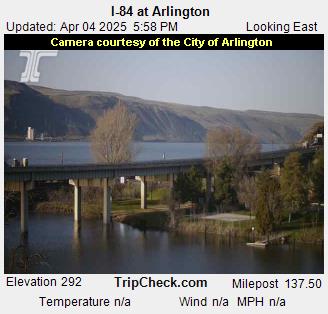 I-84 at Arlington
Updated: Apr 04 2025 5:58 PM Looking East
Camera courtesy of the City of Arlington
Elevation 292 TripCheck.com Milepost 137.50
Temperature n/a Wind n/a MPH n/a